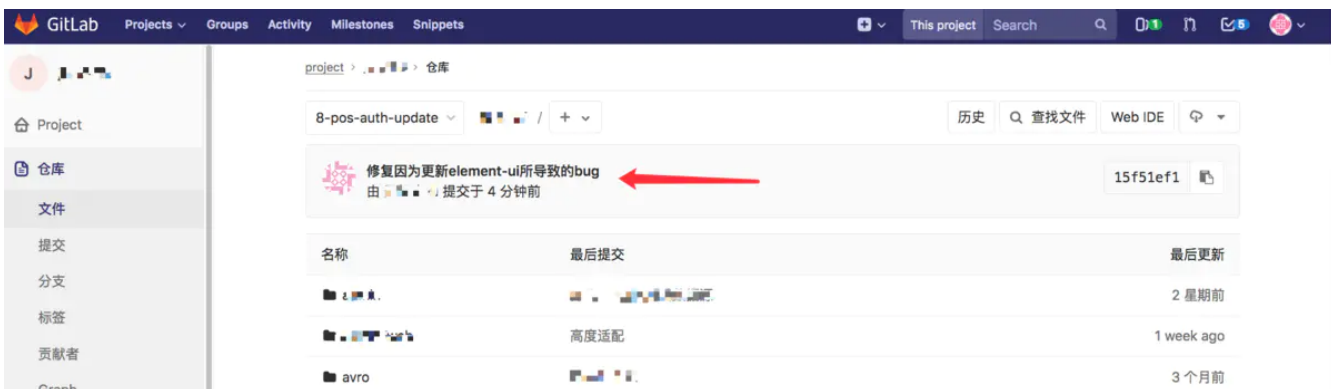 GitLab Projects Groups Activity Milestones Snippets This project Search 1 5
J
project > > 仓库
Project
8-pos-auth-update / + 历史 查找文件 Web IDE
仓库
修复因为更新element-ui所导致的bug
由 提交于 4 分钟前
15f51ef1
文件
提交
名称 最后提交 最后更新
分支
2 星期前
标签
高度适配 1 week ago
贡献者
avro 3 个月前
Graph